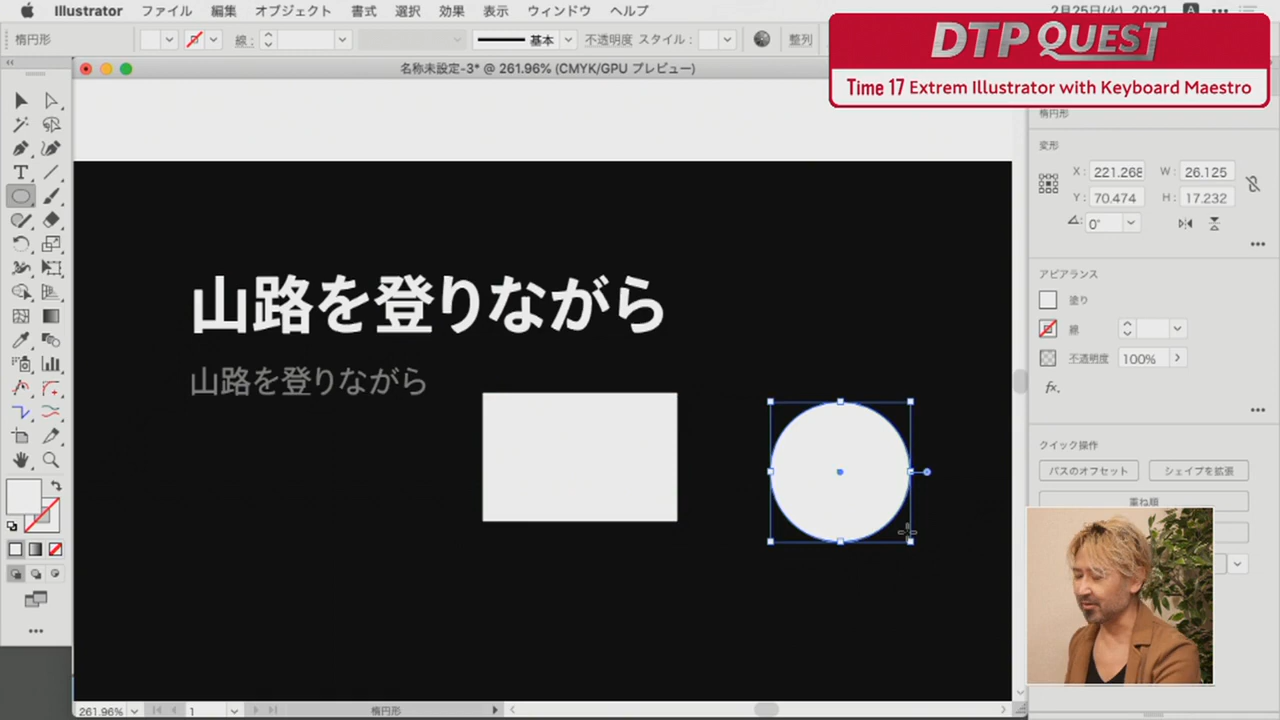 Illustrator ファイル 編集 オブジェクト 書式 選択 効果 表示 ウィンドウ ヘルプ
2月25日(火) 20:21 A
DTP QUEST
Time 17 Extrem Illustrator with Keyboard Maestro
楕円形 線: 基本 不透明度 スタイル: 整列
名称未設定-3* @ 261.96% (CMYK/GPU プレビュー)
楕円形
変形
X: 221.268 W: 26.125
Y: 70.474 H: 17.232
0°
アピアランス
塗り
線
不透明度 100%
fx.
クイック操作
パスのオフセット シェイプを拡張
重ね順
山路を登りながら
山路を登りながら
261.96% 1 楕円形